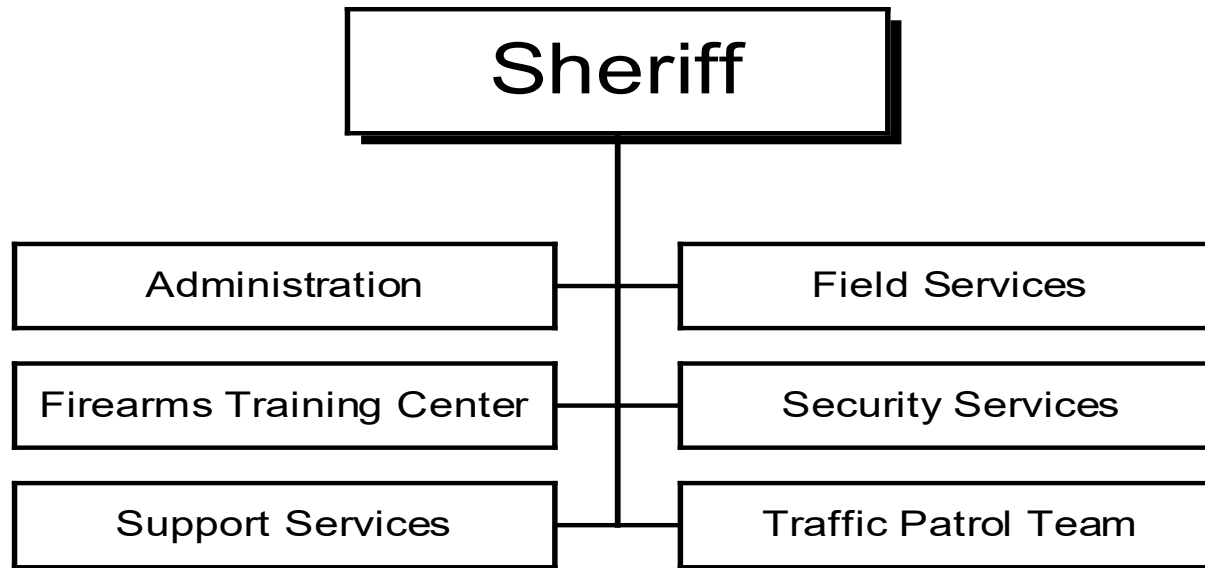 Sheriff
Administration
Field Services
Firearms Training Center
Security Services
Support Services
Traffic Patrol Team